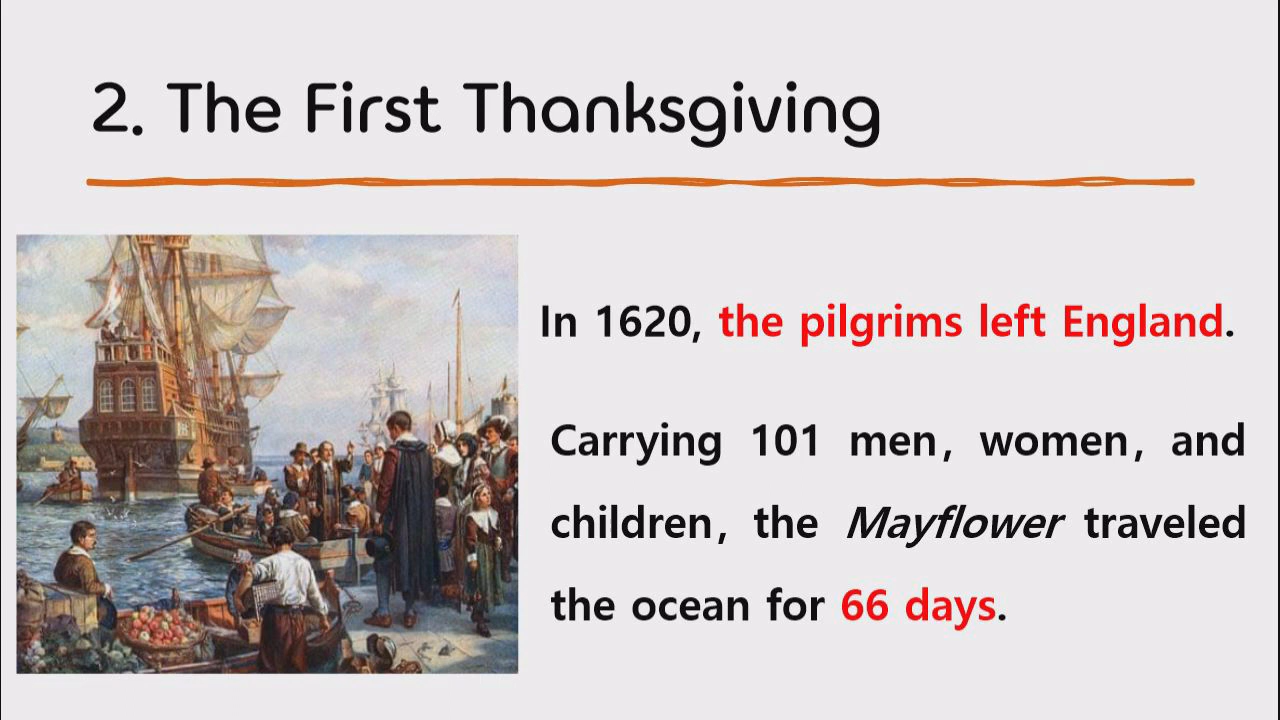 2. The First Thanksgiving
In 1620, the pilgrims left England.
Carrying 101 men, women, and
children, the Mayflower traveled
the ocean for 66 days.